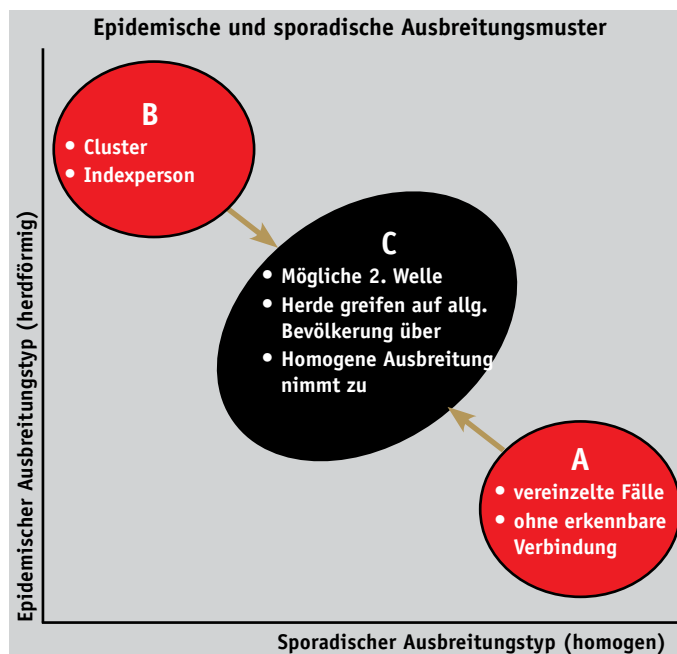 Epidemische und sporadische Ausbreitungsmuster
Epidemischer Ausbreitungstyp (herdförmig)
B
• Cluster
• Indexperson
C
• Mögliche 2. Welle
• Herde greifen auf allg.
Bevölkerung über
• Homogene Ausbreitung
nimmt zu
A
• vereinzelte Fälle
• ohne erkennbare
Verbindung
Sporadischer Ausbreitungstyp (homogen)